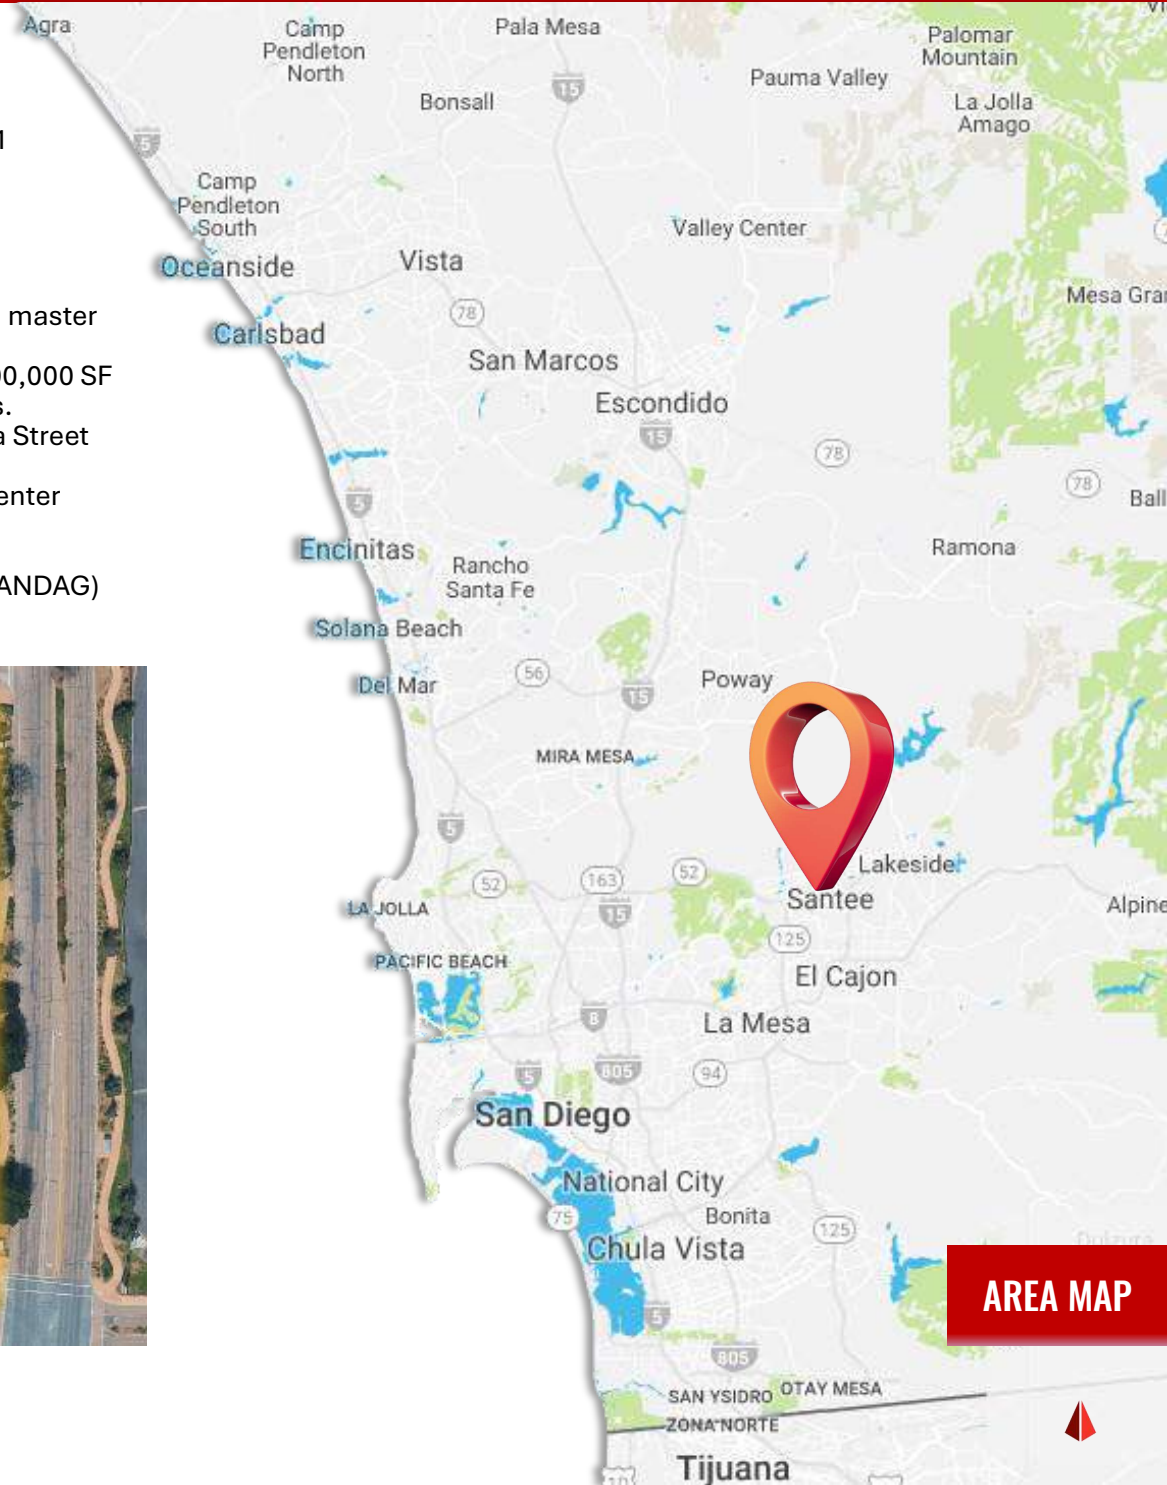 Agra
Camp
Pendleton
North
Pala Mesa
15
Palomar
Mountain
Pauma Valley
Bonsall
La Jolla
Amago
5
Camp
Pendleton
South
Valley Center
Oceanside
Vista
Mesa Gra
78
master
Carlsbad
San Marcos
00,000 SF
s.
Escondido
a Street
15
78
78
enter
5
Ball
Encinitas
Ramona
Rancho
Santa Fe
ANDAG)
Solana Beach
56
Poway
Del Mar
15
MIRA MESA
5
Lakeside
52
163
52
Santee
LA JOLLA
15
Alpine
125
PACIFIC BEACH
El Cajon
8
La Mesa
5
805
94
San Diego
National City
75
Bonita
125
Chula Vista
Dulzura
AREA MAP
5
805
SAN YSIDRO
OTAY MESA
ZONA NORTE
Tijuana